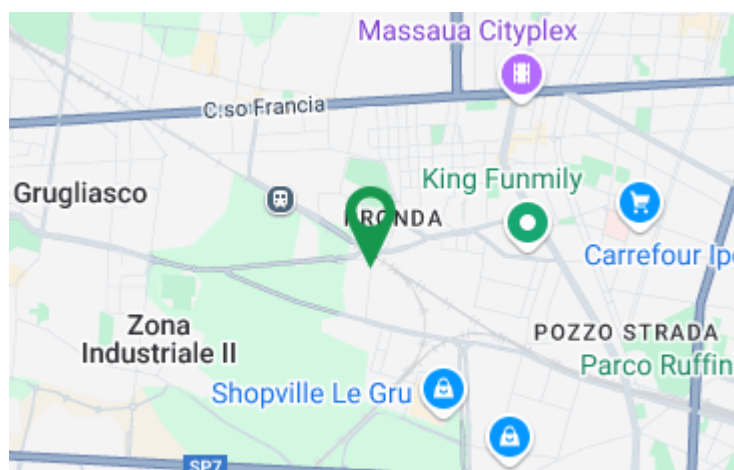 Massaua Cityplex
C.so Francia
Grugliasco
King Funmily
Carrefour Ip
Zona
Industriale II
POZZO STRADA
Parco Ruffin
Shopville Le Gru
SP7